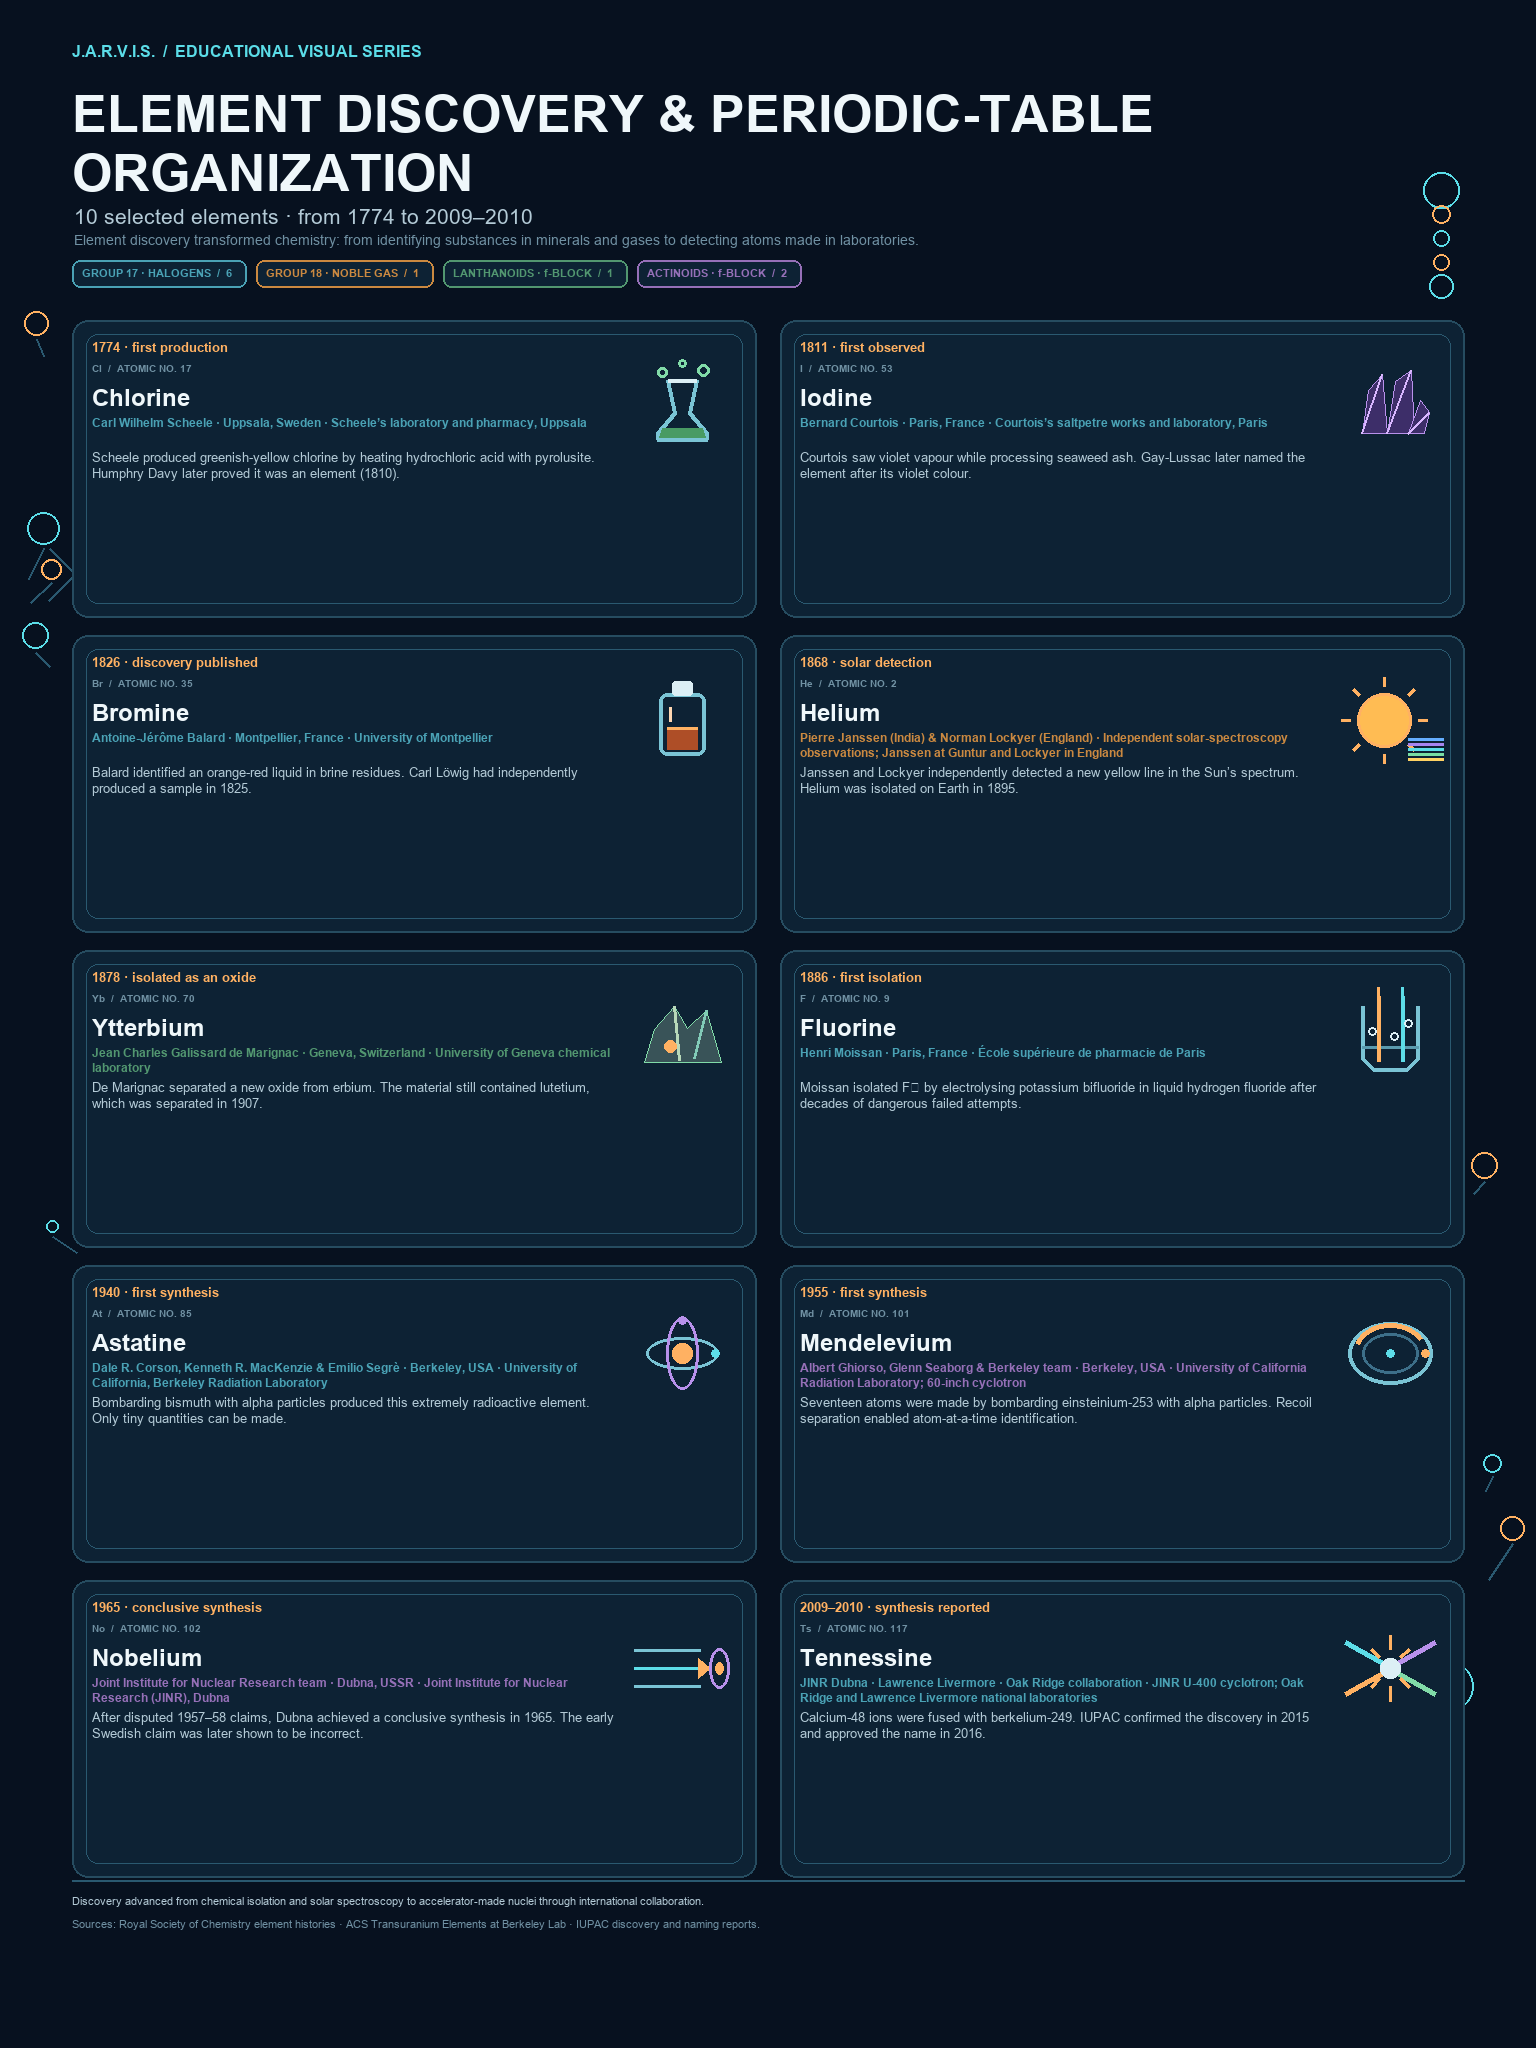 J.A.R.V.I.S. / EDUCATIONAL VISUAL SERIES
ELEMENT DISCOVERY & PERIODIC-TABLE
ORGANIZATION
10 selected elements · from 1774 to 2009–2010
Element discovery transformed chemistry: from identifying substances in minerals and gases to detecting atoms made in laboratories.
GROUP 17 · HALOGENS / 6
GROUP 18 · NOBLE GAS / 1
LANTHANOIDS · f-BLOCK / 1
ACTINOIDS · f-BLOCK / 2
1774 · first production
Cl / ATOMIC NO. 17
Chlorine
Carl Wilhelm Scheele · Uppsala, Sweden · Scheele’s laboratory and pharmacy, Uppsala
Scheele produced greenish-yellow chlorine by heating hydrochloric acid with pyrolusite.
Humphry Davy later proved it was an element (1810).
1811 · first observed
I / ATOMIC NO. 53
Iodine
Bernard Courtois · Paris, France · Courtois’s saltpetre works and laboratory, Paris
Courtois saw violet vapour while processing seaweed ash. Gay-Lussac later named the
element after its violet colour.
1826 · discovery published
Br / ATOMIC NO. 35
Bromine
Antoine-Jérôme Balard · Montpellier, France · University of Montpellier
Balard identified an orange-red liquid in brine residues. Carl Löwig had independently
produced a sample in 1825.
1868 · solar detection
He / ATOMIC NO. 2
Helium
Pierre Janssen (India) & Norman Lockyer (England) · Independent solar-spectroscopy
observations; Janssen at Guntur and Lockyer in England
Janssen and Lockyer independently detected a new yellow line in the Sun’s spectrum.
Helium was isolated on Earth in 1895.
1878 · isolated as an oxide
Yb / ATOMIC NO. 70
Ytterbium
Jean Charles Galissard de Marignac · Geneva, Switzerland · University of Geneva chemical
laboratory
De Marignac separated a new oxide from erbium. The material still contained lutetium,
which was separated in 1907.
1886 · first isolation
F / ATOMIC NO. 9
Fluorine
Henri Moissan · Paris, France · École supérieure de pharmacie de Paris
Moissan isolated F□ by electrolysing potassium bifluoride in liquid hydrogen fluoride after
decades of dangerous failed attempts.
1940 · first synthesis
At / ATOMIC NO. 85
Astatine
Dale R. Corson, Kenneth R. MacKenzie & Emilio Segrè · Berkeley, USA · University of
California, Berkeley Radiation Laboratory
Bombarding bismuth with alpha particles produced this extremely radioactive element.
Only tiny quantities can be made.
1955 · first synthesis
Md / ATOMIC NO. 101
Mendelevium
Albert Ghiorso, Glenn Seaborg & Berkeley team · Berkeley, USA · University of California
Radiation Laboratory; 60-inch cyclotron
Seventeen atoms were made by bombarding einsteinium-253 with alpha particles. Recoil
separation enabled atom-at-a-time identification.
1965 · conclusive synthesis
No / ATOMIC NO. 102
Nobelium
Joint Institute for Nuclear Research team · Dubna, USSR · Joint Institute for Nuclear
Research (JINR), Dubna
After disputed 1957–58 claims, Dubna achieved a conclusive synthesis in 1965. The early
Swedish claim was later shown to be incorrect.
2009–2010 · synthesis reported
Ts / ATOMIC NO. 117
Tennessine
JINR Dubna · Lawrence Livermore · Oak Ridge collaboration · JINR U-400 cyclotron; Oak
Ridge and Lawrence Livermore national laboratories
Calcium-48 ions were fused with berkelium-249. IUPAC confirmed the discovery in 2015
and approved the name in 2016.
Discovery advanced from chemical isolation and solar spectroscopy to accelerator-made nuclei through international collaboration.
Sources: Royal Society of Chemistry element histories · ACS Transuranium Elements at Berkeley Lab · IUPAC discovery and naming reports.